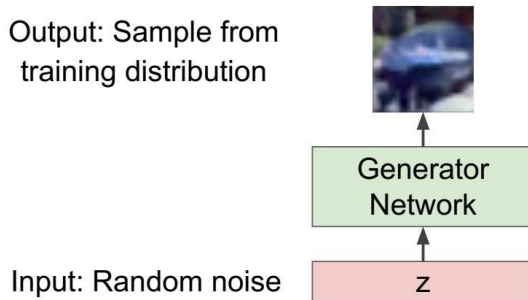 Output: Sample from
training distribution
Generator
Network
Input: Random noise
z